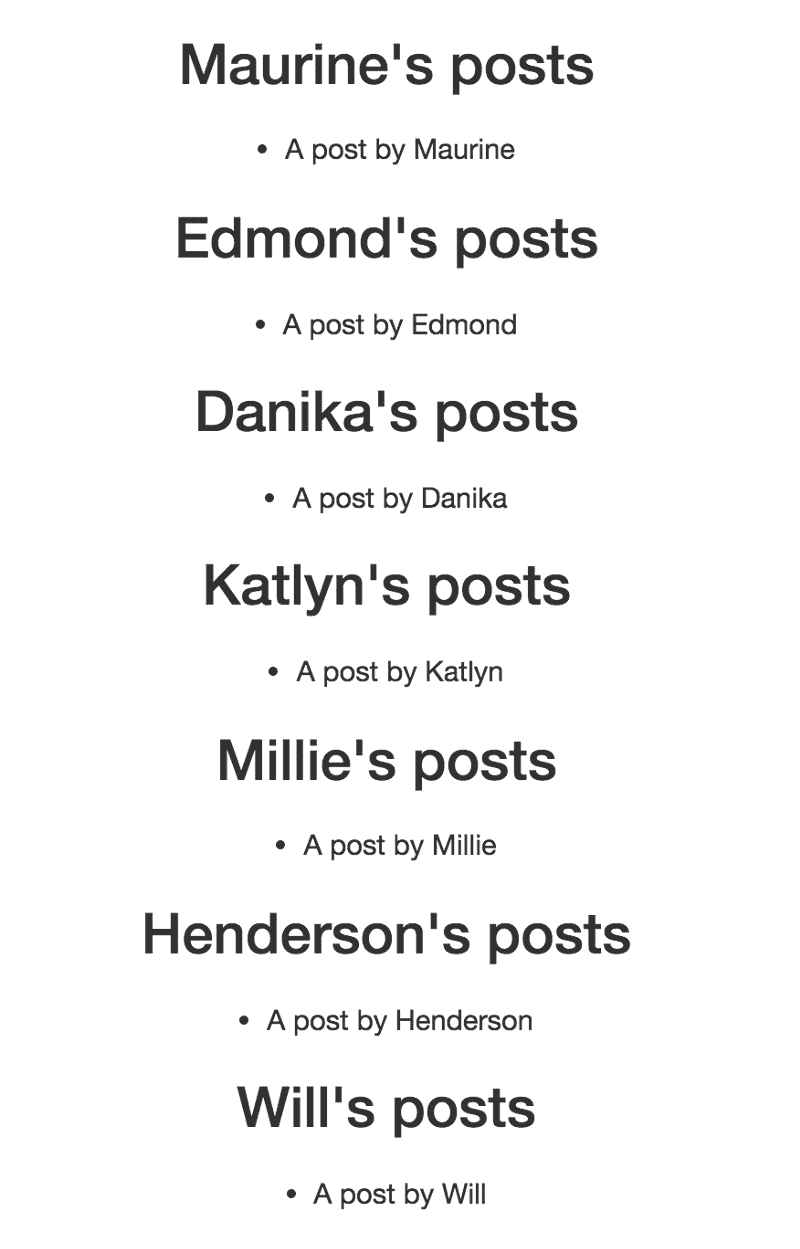 Maurine's posts
• A post by Maurine
Edmond's posts
• A post by Edmond
Danika's posts
• A post by Danika
Katlyn's posts
• A post by Katlyn
Millie's posts
• A post by Millie
Henderson's posts
• A post by Henderson
Will's posts
• A post by Will